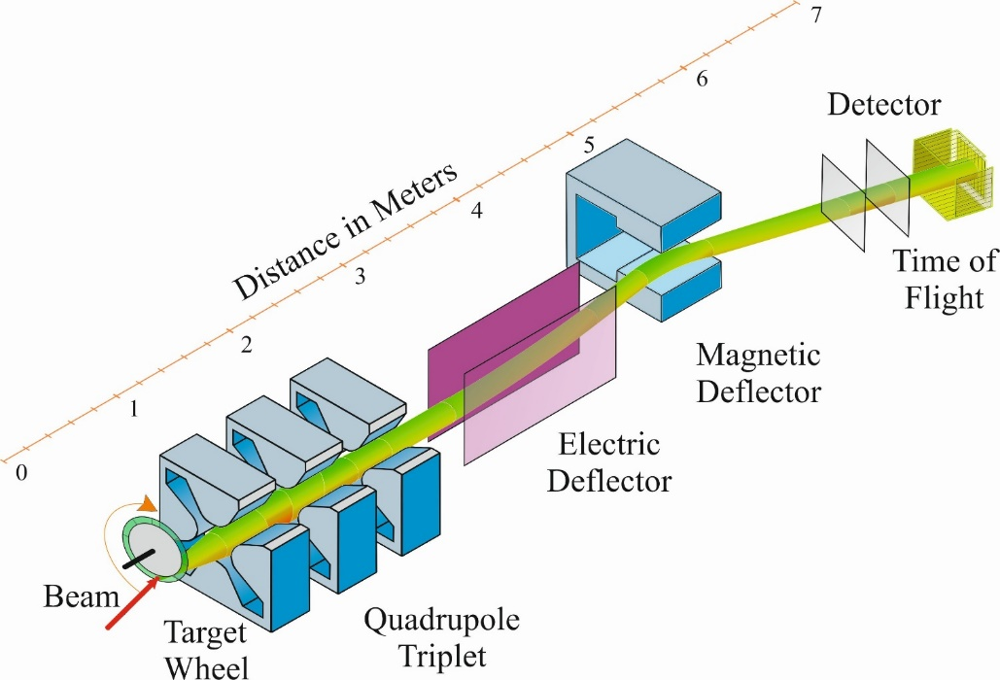 7
6
Detector
5
Distance in Meters
4
Time of
Flight
3
2
Magnetic
Deflector
1
Electric
Deflector
0
Beam
Target
Wheel
Quadrupole
Triplet